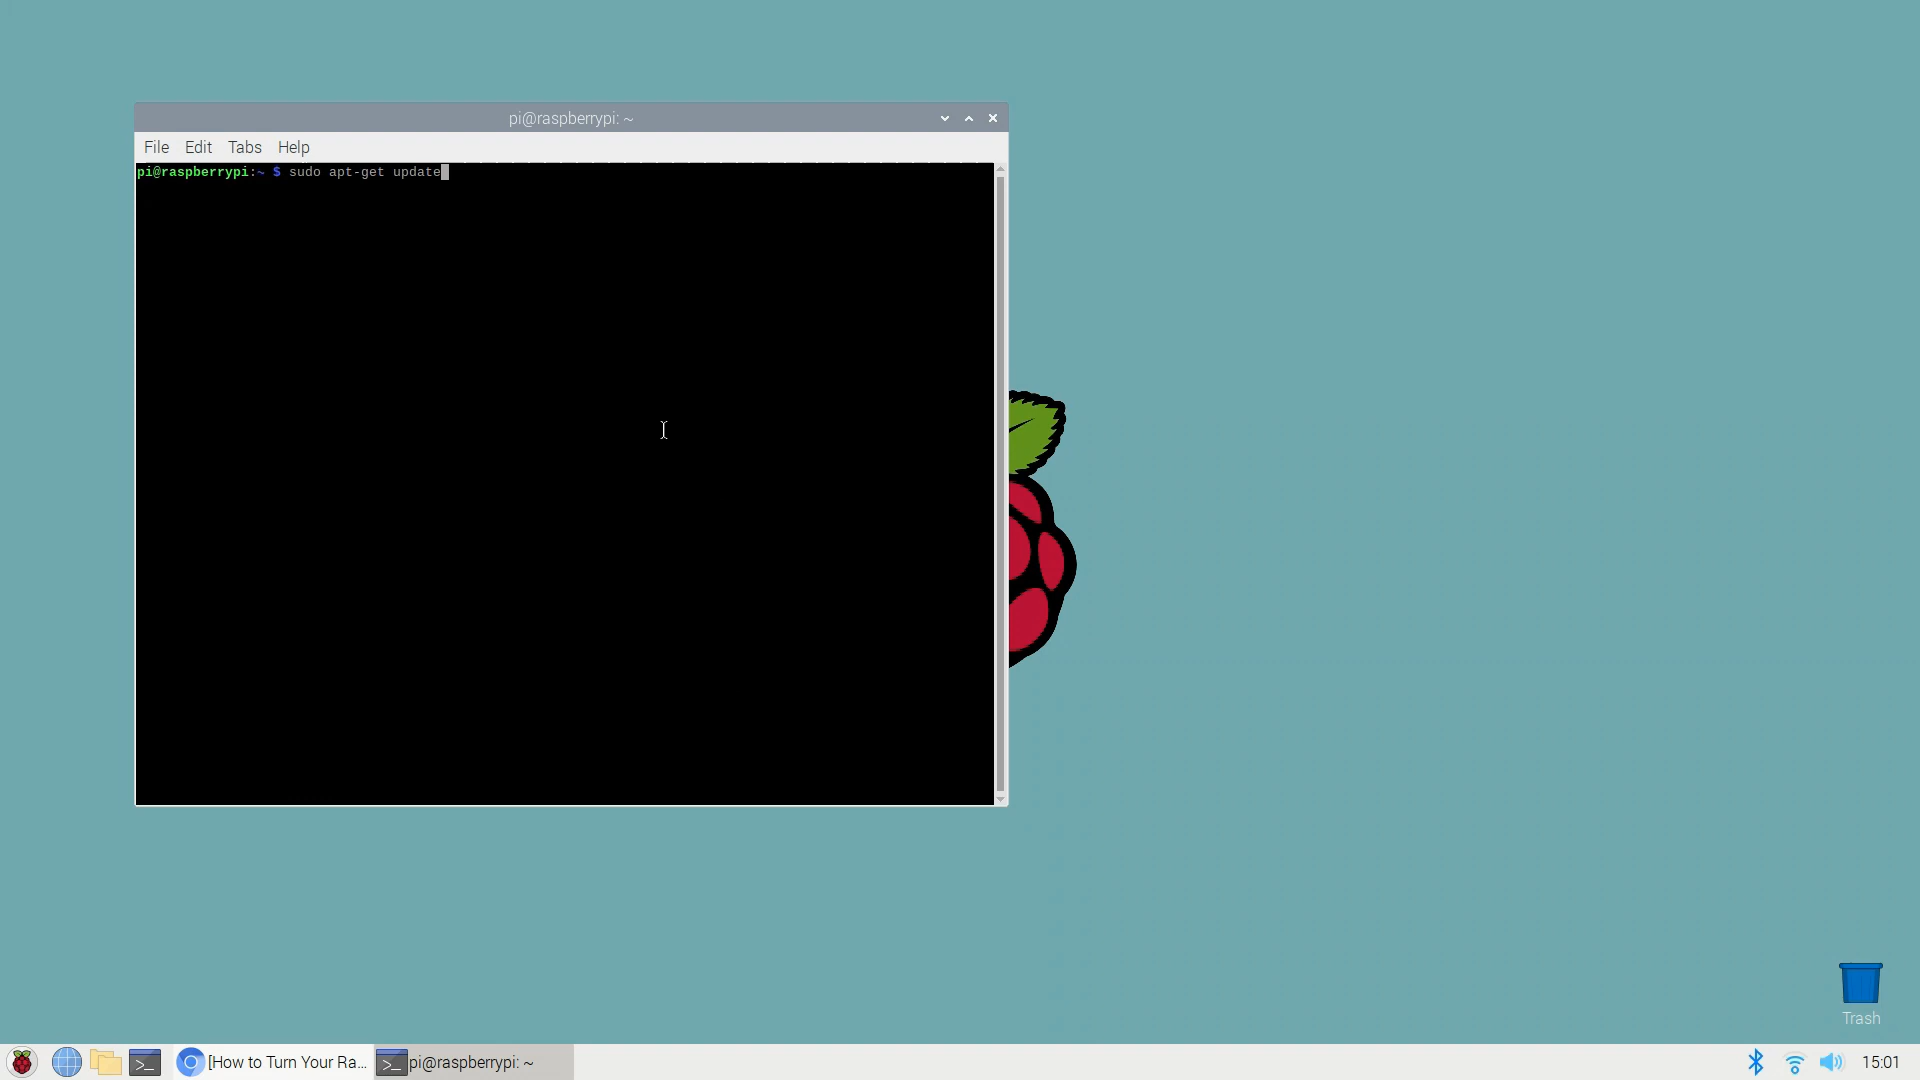 pi@raspberrypi: ~
File Edit Tabs Help
pi@raspberrypi:~ $ sudo apt-get update
Trash
>_ [How to Turn Your Ra... >_ pi@raspberrypi: ~ 15:01